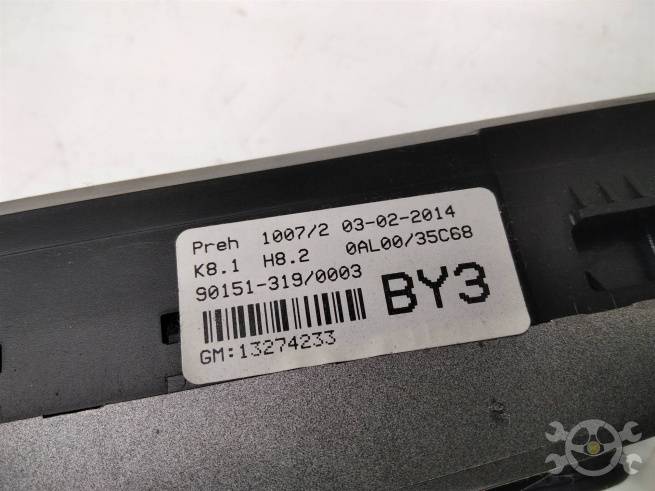 Preh 1007/2 03-02-2014
K8.1 H8.2 0AL00/35C68
90151-319/0003
BY3
GM:13274233